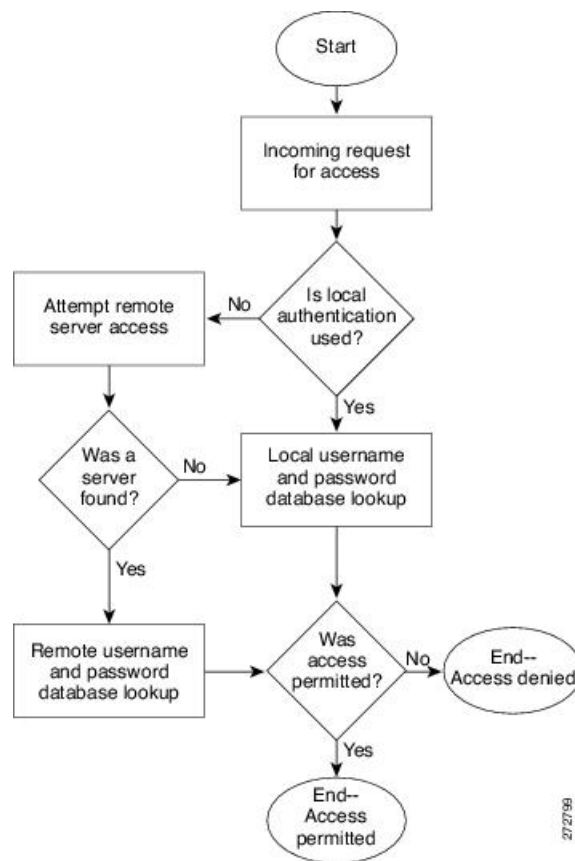 Start
Incoming request
for access
Is local
authentication
used?
No
Attempt remote
server access
Yes
Was a
server
found?
No
Local username
and password
database lookup
Yes
Remote username
and password
database lookup
Was
access
permitted?
No
End--
Access denied
Yes
End--
Access
permitted
272799